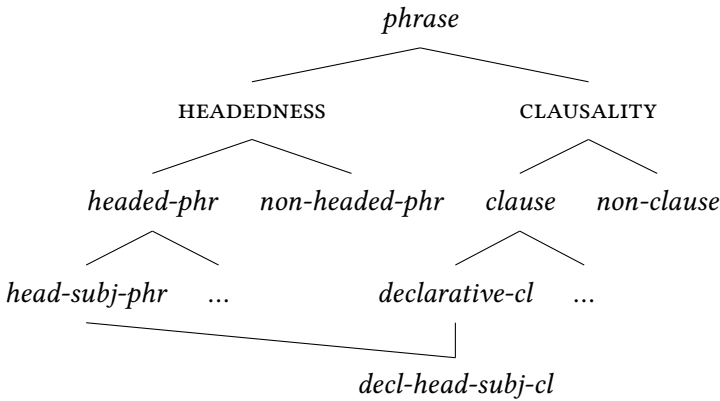 phrase
HEADEDNESS CLAUSALITY
headed-phr non-headed-phr clause non-clause
head-subj-phr ... declarative-cl ...
decl-head-subj-cl